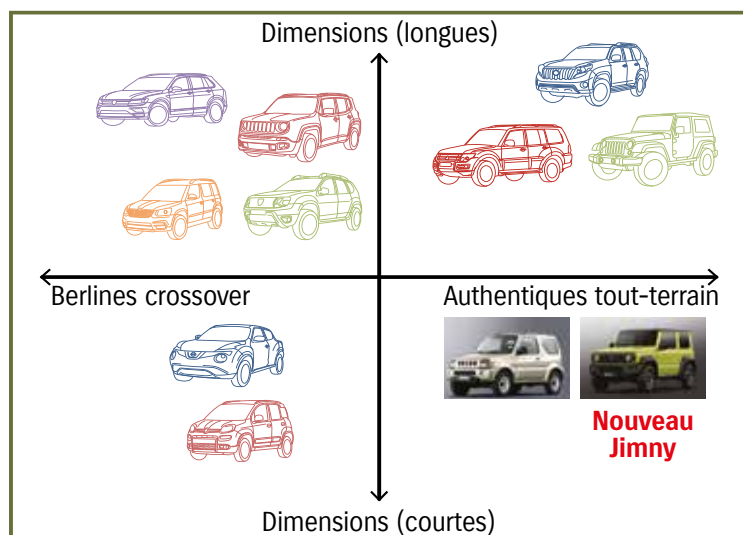 Dimensions (longues)
Berlines crossover
Authentiques tout-terrain
Nouveau
Jimny
Dimensions (courtes)